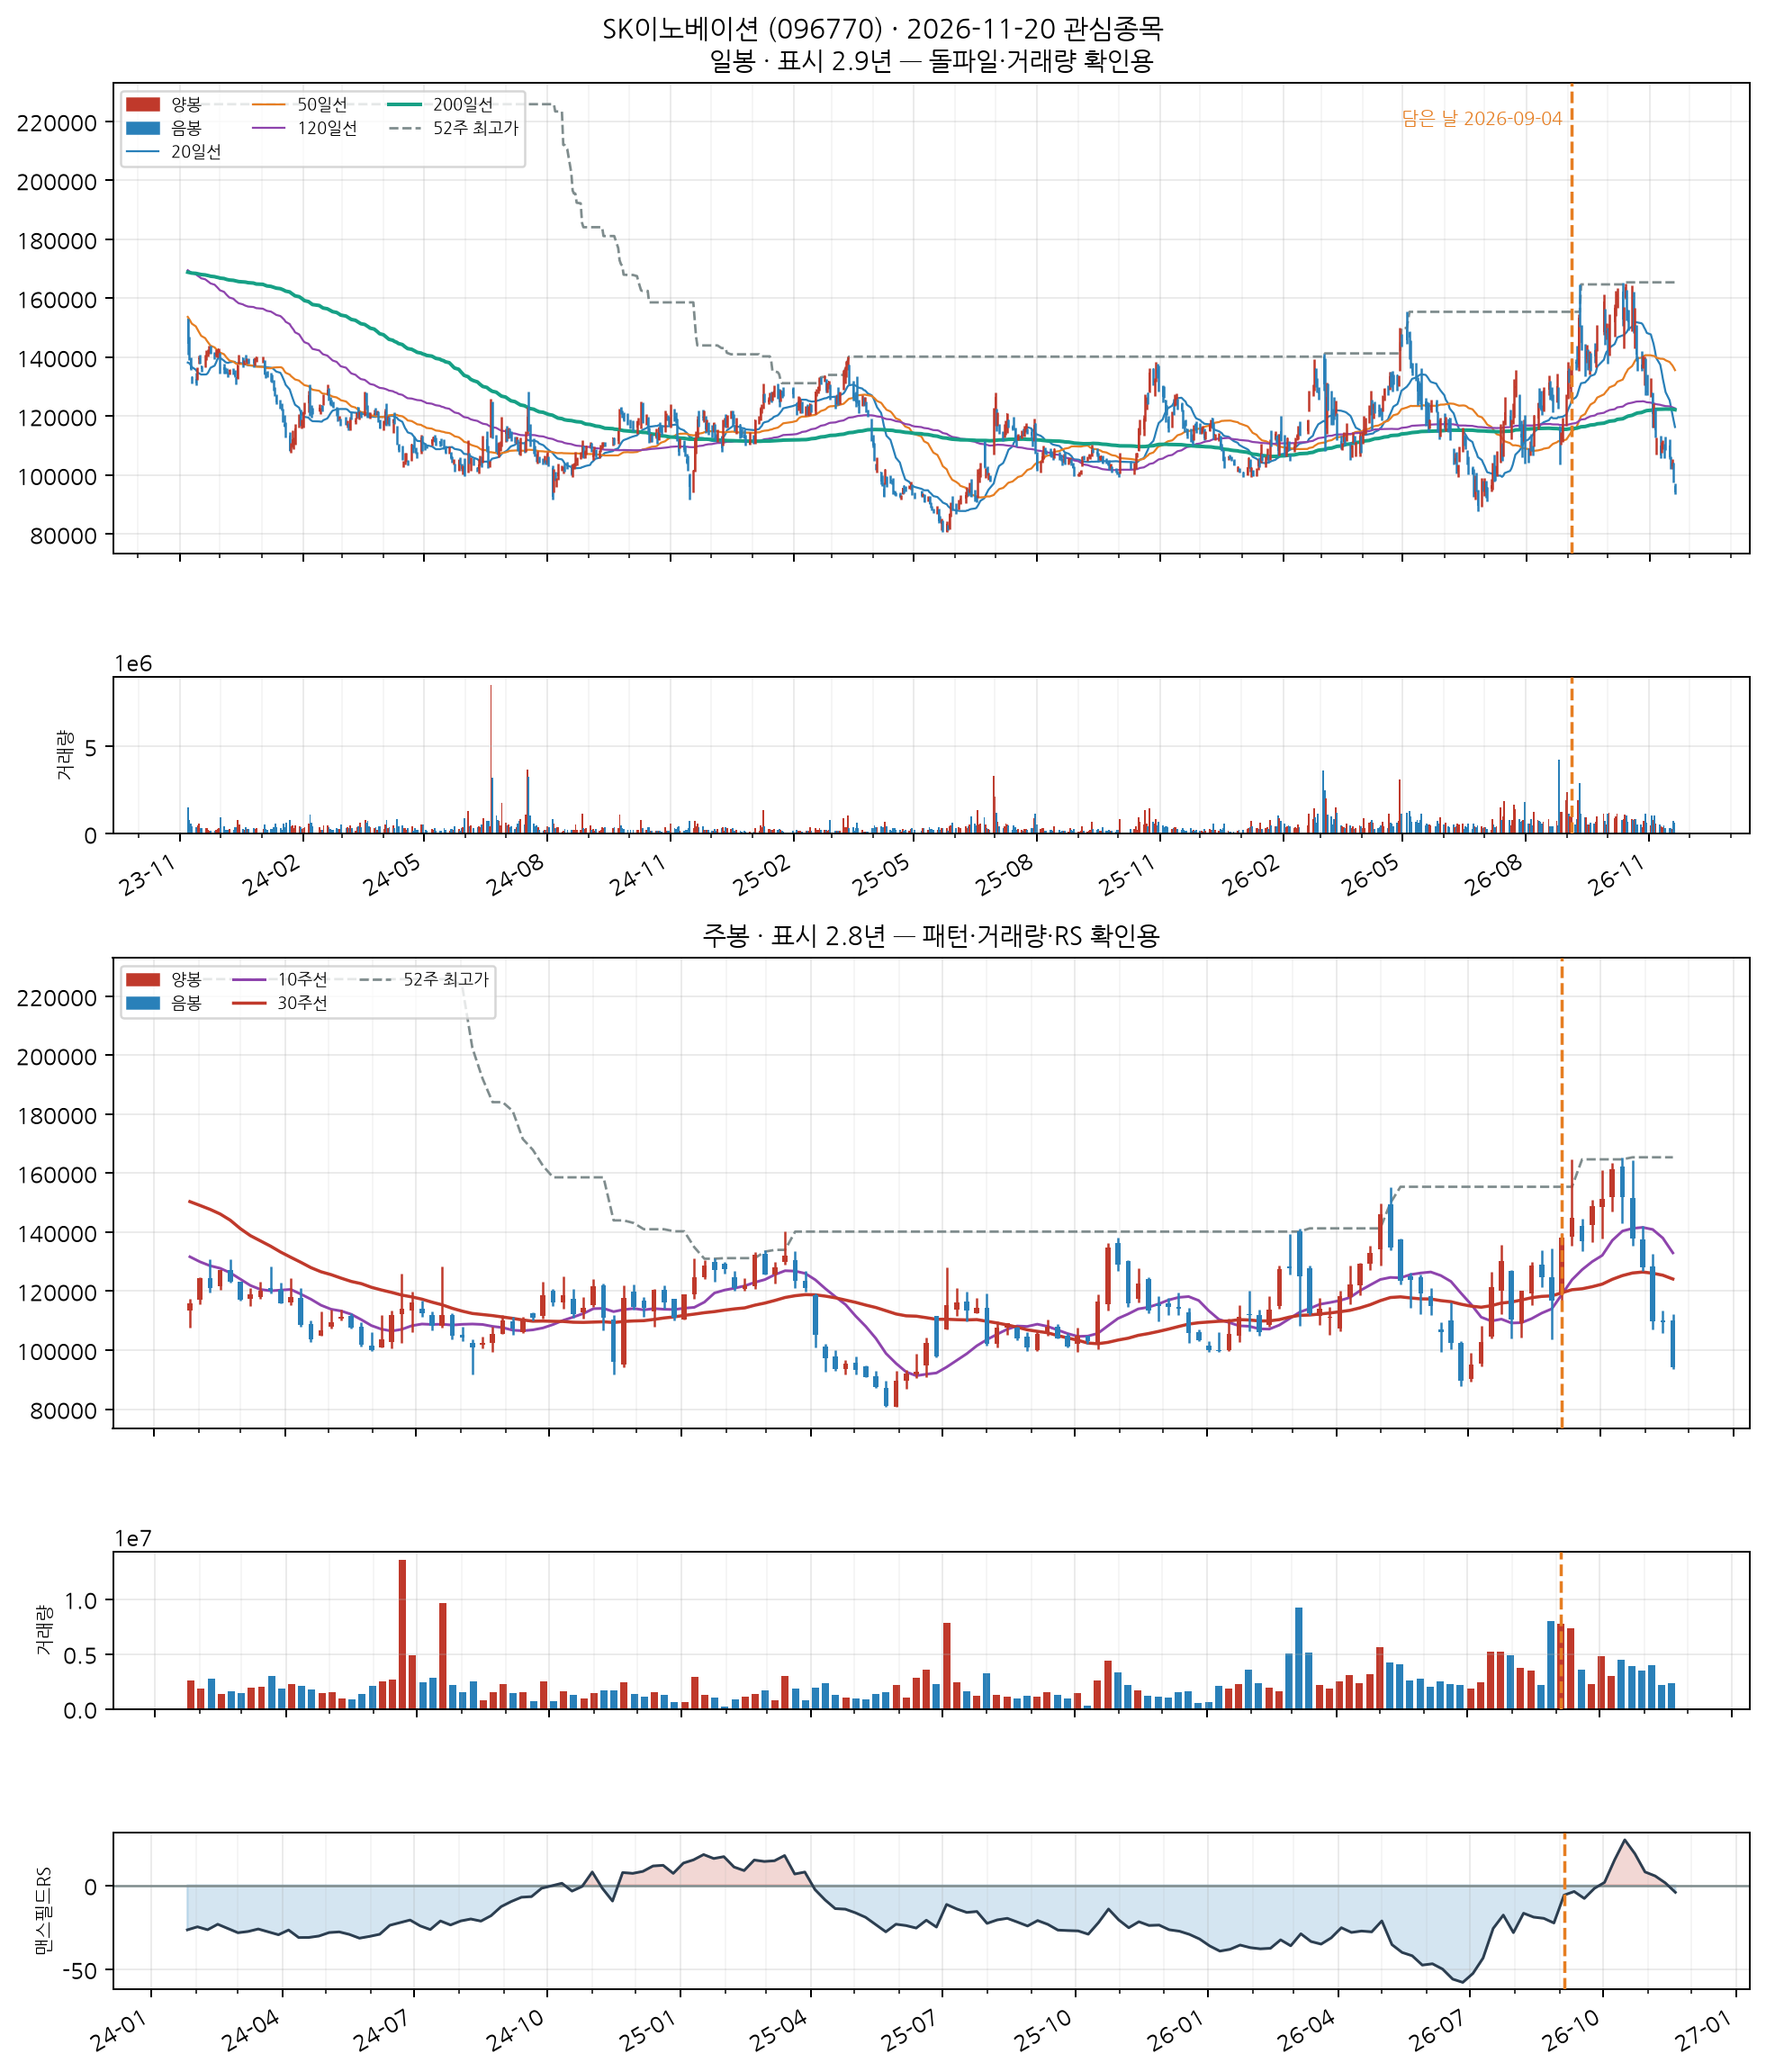 SK이노베이션 (096770) · 2026-11-20 관심종목
일봉 · 표시 2.9년 — 돌파일·거래량 확인용
양봉
음봉
20일선
50일선
120일선
200일선
52주 최고가
담은 날 2026-09-04
220000
200000
180000
160000
140000
120000
100000
80000
1e6
거래량
5
0
23-11
24-02
24-05
24-08
24-11
25-02
25-05
25-08
25-11
26-02
26-05
26-08
26-11
주봉 · 표시 2.8년 — 패턴·거래량·RS 확인용
양봉
음봉
10주선
30주선
52주 최고가
220000
200000
180000
160000
140000
120000
100000
80000
1e7
거래량
1.0
0.5
0.0
맨스필드RS
0
-50
24-01
24-04
24-07
24-10
25-01
25-04
25-07
25-10
26-01
26-04
26-07
26-10
27-01